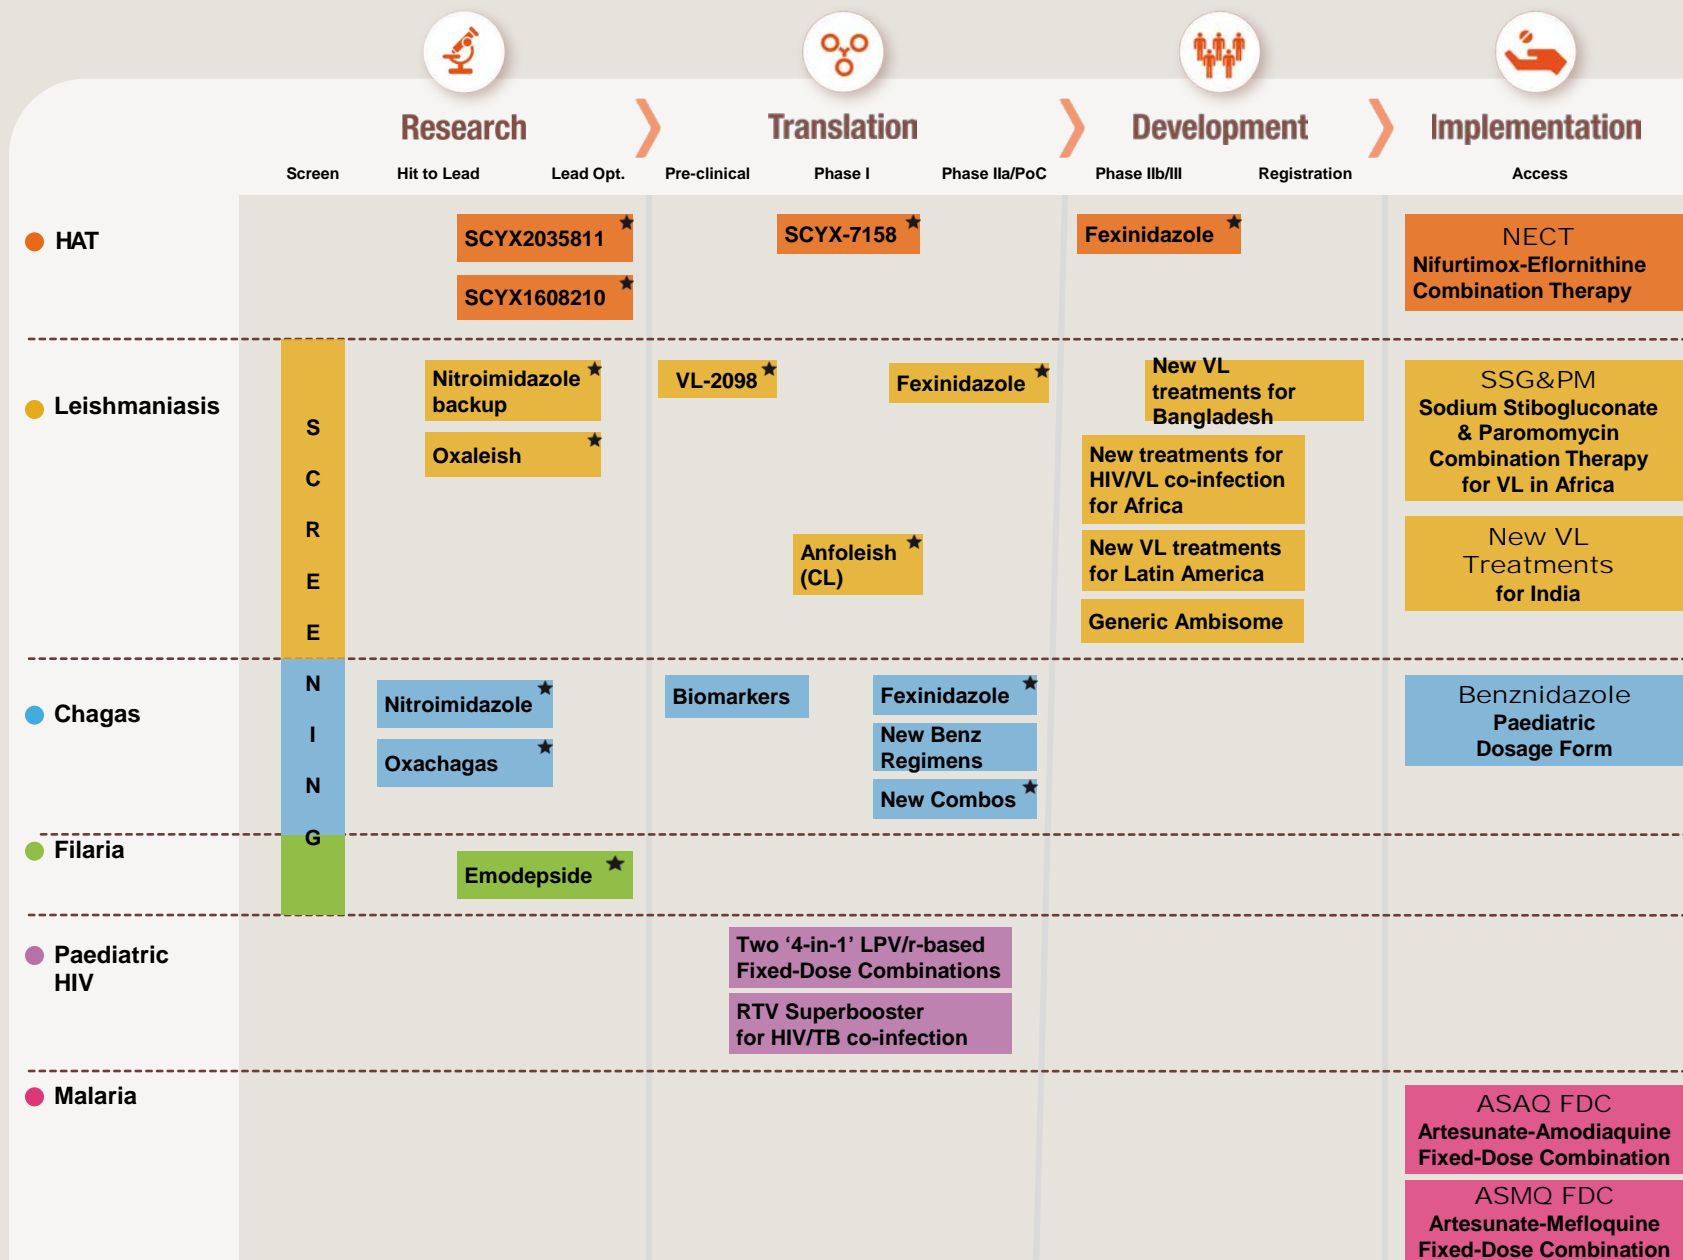 Research
Translation
Development
Implementation
Screen
Hit to Lead
Lead Opt.
Pre-clinical
Phase I
Phase IIa/PoC
Phase IIb/III
Registration
Access
HAT
SCYX2035811
SCYX1608210
SCYX-7158
Fexinidazole
NECT
Nifurtimox-Eflornithine
Combination Therapy
SCREENING
Leishmaniasis
Nitroimidazole
backup
Oxaleish
VL-2098
Fexinidazole
Anfoleish
(CL)
New VL
treatments for
Bangladesh
New treatments for
HIV/VL co-infection
for Africa
New VL treatments
for Latin America
Generic Ambisome
SSG&PM
Sodium Stibogluconate
& Paromomycin
Combination Therapy
for VL in Africa
New VL
Treatments
for India
Chagas
Nitroimidazole
Oxachagas
Biomarkers
Fexinidazole
New Benz
Regimens
New Combos
Benznidazole
Paediatric
Dosage Form
Filaria
Emodepside
Paediatric
HIV
Two ‘4-in-1’ LPV/r-based
Fixed-Dose Combinations
RTV Superbooster
for HIV/TB co-infection
Malaria
ASAQ FDC
Artesunate-Amodiaquine
Fixed-Dose Combination
ASMQ FDC
Artesunate-Mefloquine
Fixed-Dose Combination